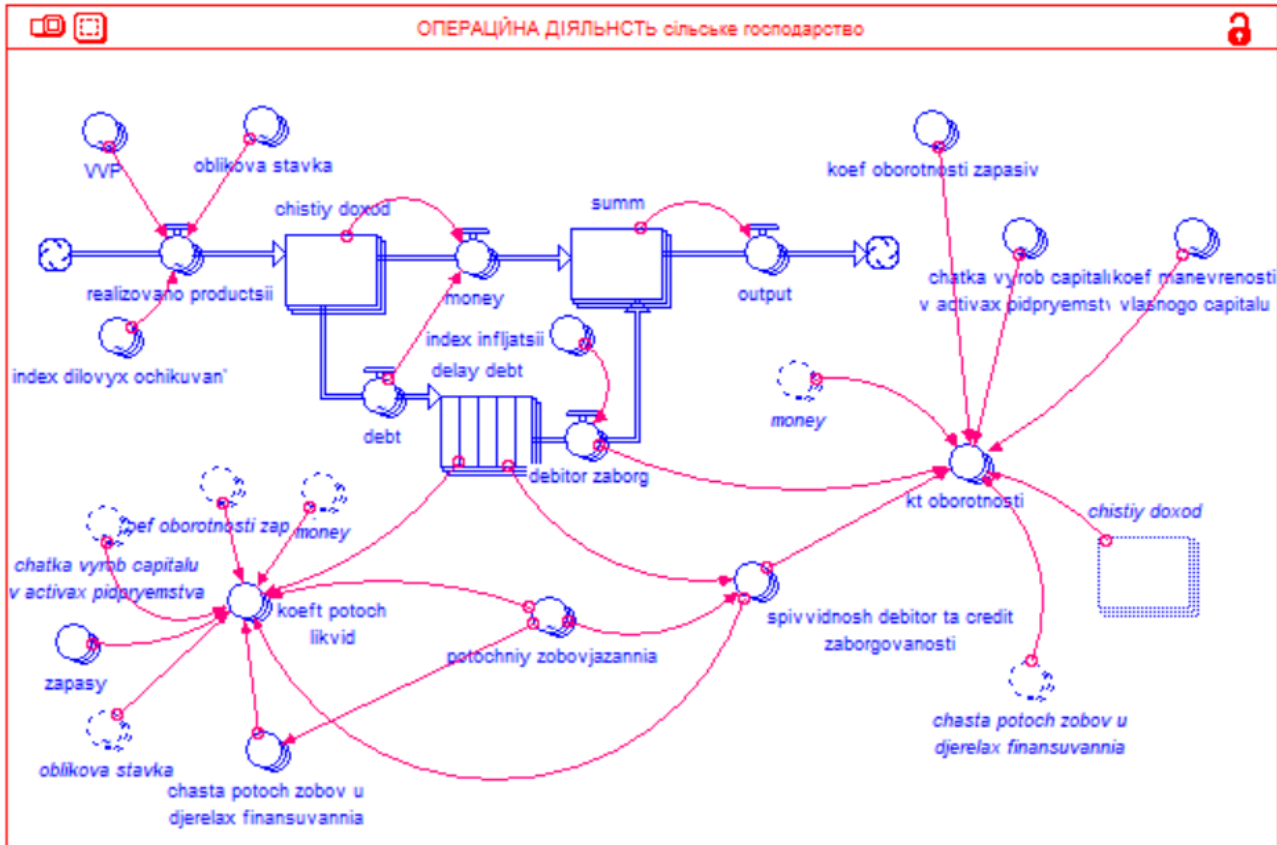 ОПЕРАЦІЙНА ДІЯЛЬНСТЬ сільське господарство
VVP
oblikova stavka
koef oborotnosti zapasiv
chistiy doxod
summ
realizovano productsii
money
output
chatka vyrob capitalu
v activax pidpryemstv
koef manevrenosti
vlasnogo capitalu
index infljatsii
index dilovyx ochikuvan'
delay debt
debt
money
debitor zaborg
kt oborotnosti
chistiy doxod
oef oborotnosti zap
money
chatka vyrob capitalu
v activax pidpryemstva
koeft potoch
likvid
potochniy zobovjazannia
spivvidnosh debitor ta credit
zaborgovanosti
zapasy
oblikova stavka
chasta potoch zobov u
djerelax finansuvannia
chasta potoch zobov u
djerelax finansuvannia